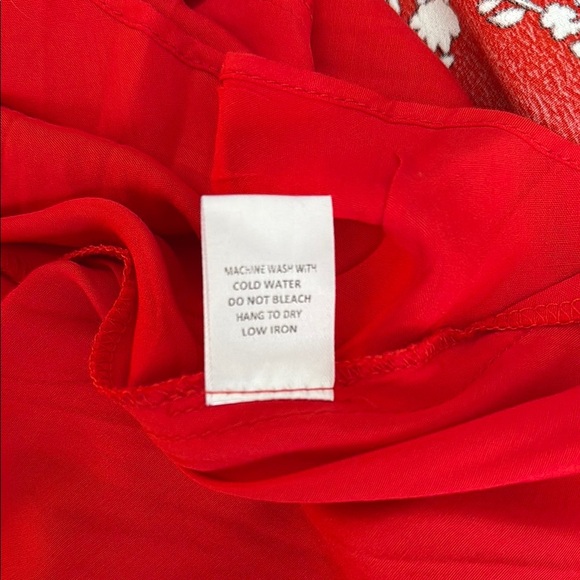 MACHINE WASH WITH
COLD WATER
DO NOT BLEACH
HANG TO DRY
LOW IRON